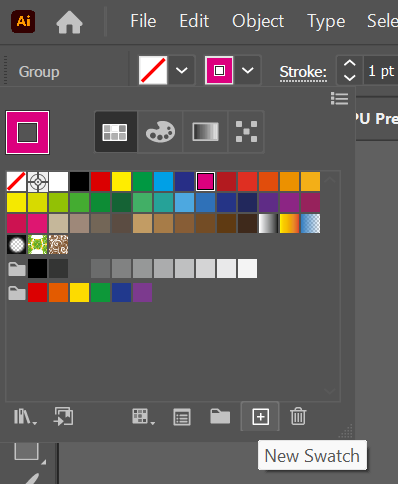 Ai File Edit Object Type Sele
Group Stroke: 1 pt
PU Pre
New Swatch